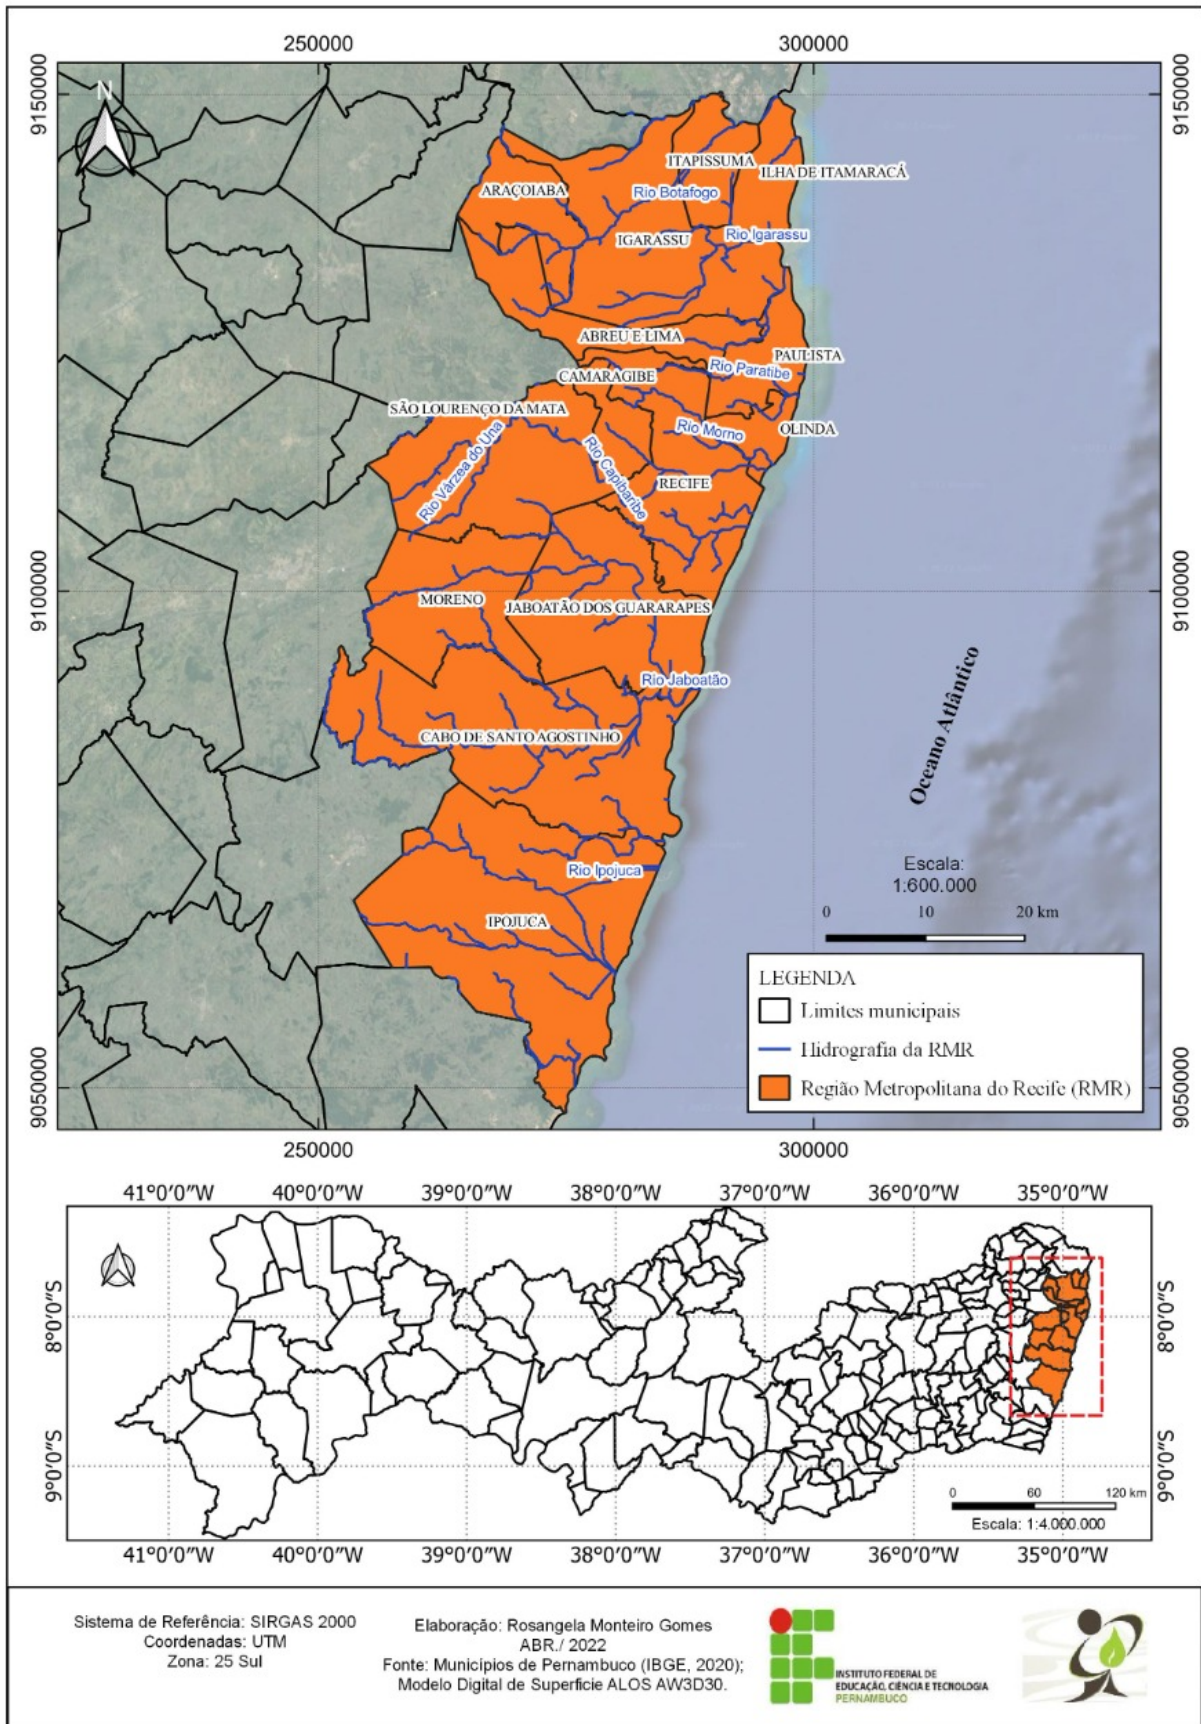 250000
300000
9150000
9150000
N
ITAPISSUMA
ILHA DE ITAMARACÁ
ARAÇOIABA
Rio Botafogo
Rio Igarassu
IGARASSU
ABREU E LIMA
PAULISTA
Rio Paratibe
CAMARAGIBE
SÃO LOURENÇO DA MATA
OLINDA
Rio Morno
Rio Várzea do Una
Rio Capibaribe
RECIFE
9100000
9100000
MORENO
JABOATÃO DOS GUARARAPES
Rio Jaboatão
CABO DE SANTO AGOSTINHO
Oceano Atlântico
Rio Ipojuca
IPOJUCA
Escala:
1:600.000
0 10 20 km
LEGENDA
Limites municipais
Hidrografia da RMR
Região Metropolitana do Recife (RMR)
9050000
9050000
250000
300000
41°0′0″W 40°0′0″W 39°0′0″W 38°0′0″W 37°0′0″W 36°0′0″W 35°0′0″W
8°0′0″S
8°0′0″S
9°0′0″S
9°0′0″S
0 60 120 km
Escala: 1:4.000.000
41°0′0″W 40°0′0″W 39°0′0″W 38°0′0″W 37°0′0″W 36°0′0″W 35°0′0″W
Sistema de Referência: SIRGAS 2000
Coordenadas: UTM
Zona: 25 Sul
Elaboração: Rosangela Monteiro Gomes
ABR./ 2022
Fonte: Municípios de Pernambuco (IBGE, 2020);
Modelo Digital de Superfície ALOS AW3D30.
INSTITUTO FEDERAL DE
EDUCAÇÃO, CIÊNCIA E TECNOLOGIA
PERNAMBUCO